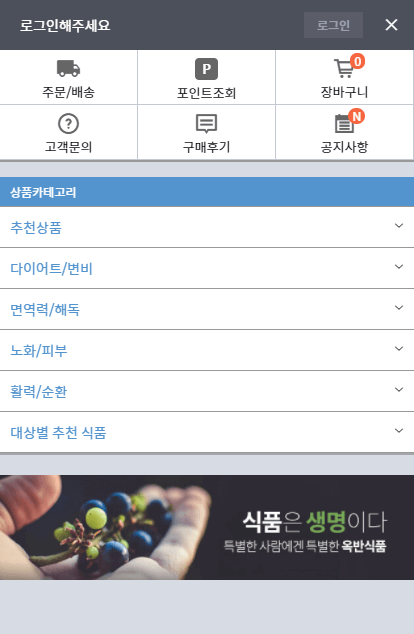 로그인해주세요 로그인
P 0
주문/배송 포인트조회 장바구니
? N
고객문의 구매후기 공지사항
상품카테고리
추천상품
다이어트/변비
면역력/해독
노화/피부
활력/순환
대상별 추천 식품
식품은 생명이다
특별한 사람에겐 특별한 옥반식품